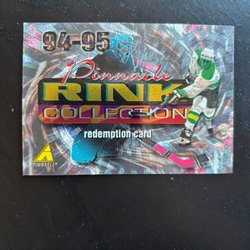 94-95
Pinnacle
RINK
COLLECTION
redemption card
PINNACLE